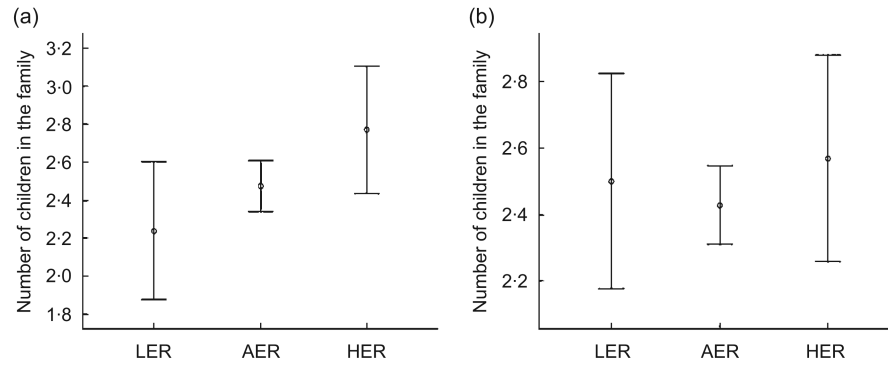 (a)
Number of children in the family
3·2
3·0
2·8
2·6
2·4
2·2
2·0
1·8
LER AER HER
(b)
Number of children in the family
2·8
2·6
2·4
2·2
LER AER HER